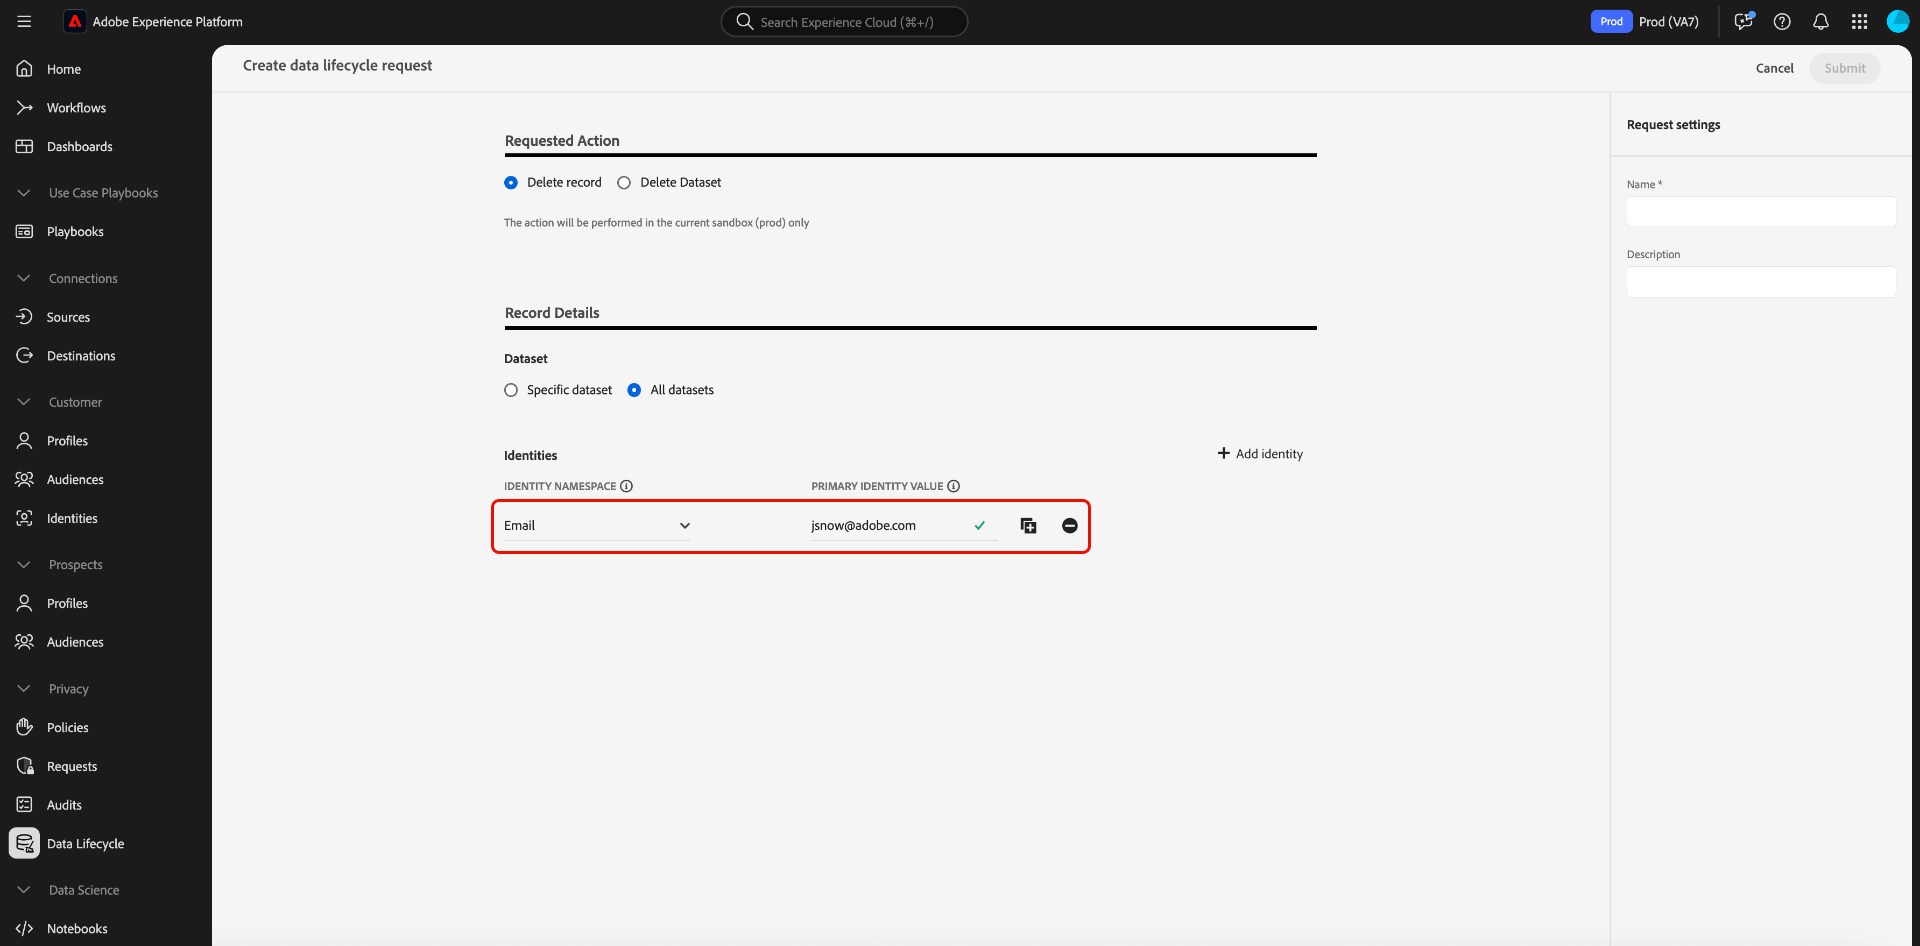 Adobe Experience Platform
Search Experience Cloud (⌘+/)
Prod
Prod (VA7)
Home
Workflows
Dashboards
Use Case Playbooks
Playbooks
Connections
Sources
Destinations
Customer
Profiles
Audiences
Identities
Prospects
Profiles
Audiences
Privacy
Policies
Requests
Audits
Data Lifecycle
Data Science
Notebooks
Create data lifecycle request
Cancel
Submit
Requested Action
Delete record
Delete Dataset
The action will be performed in the current sandbox (prod) only
Record Details
Dataset
Specific dataset
All datasets
Identities
Add identity
IDENTITY NAMESPACE
PRIMARY IDENTITY VALUE
Email
jsnow@adobe.com
Request settings
Name *
Description